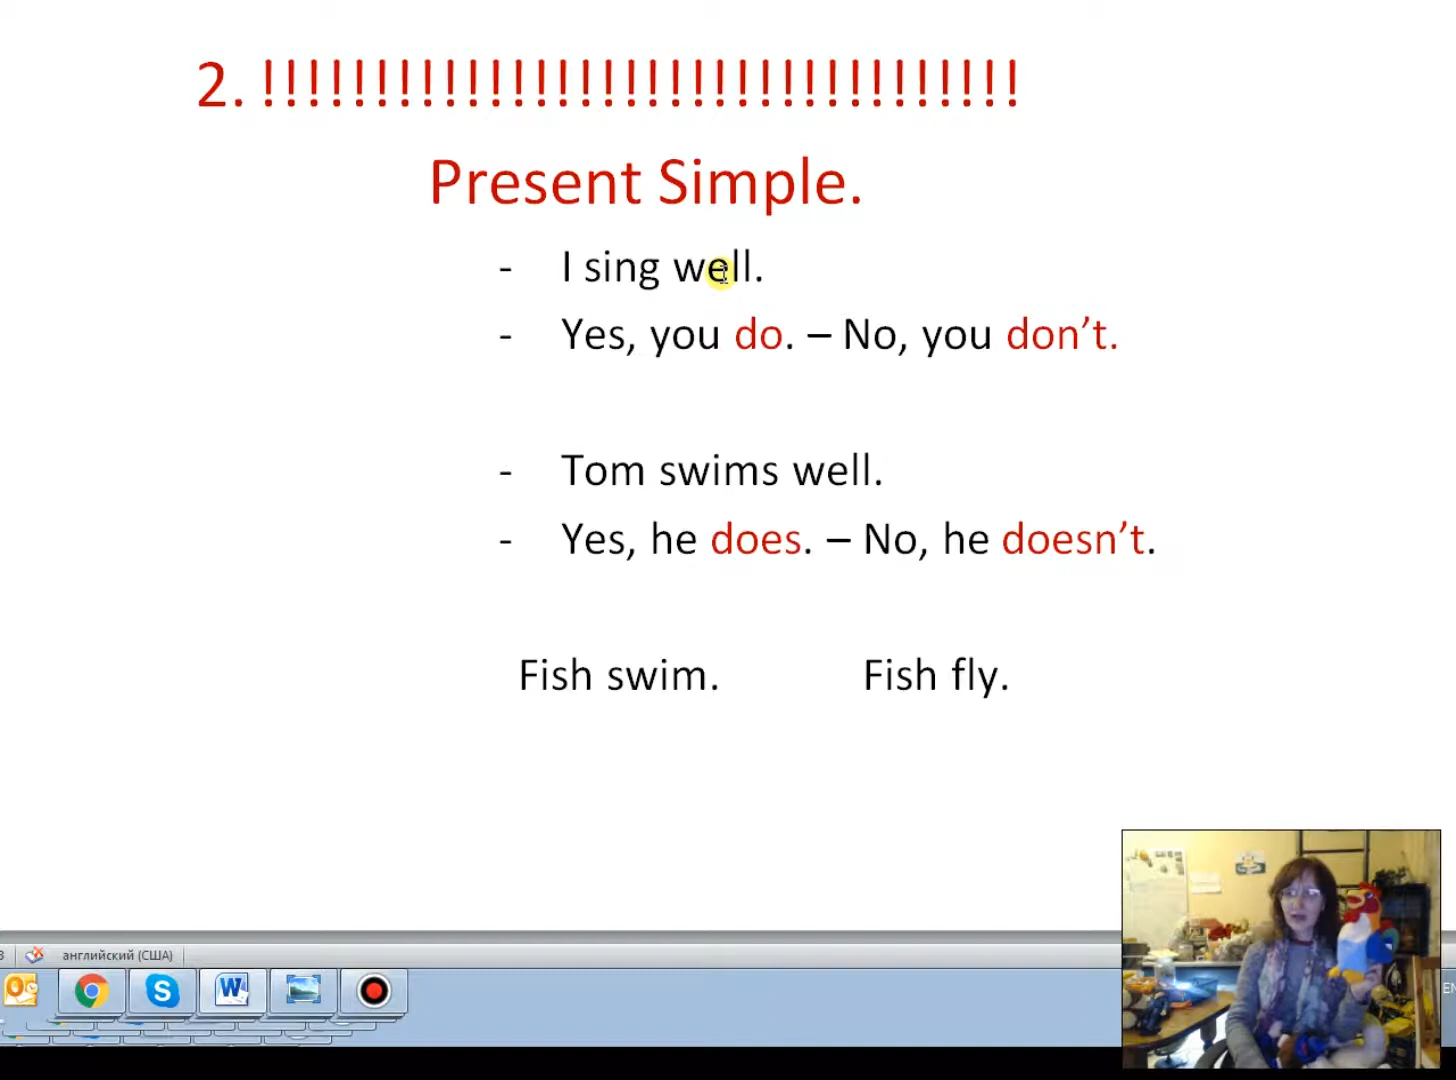 2. !!!!!!!!!!!!!!!!!!!!!!!!!!!!!!!!!!
Present Simple.
- I sing well.
- Yes, you do. – No, you don’t.
- Tom swims well.
- Yes, he does. – No, he doesn’t.
Fish swim. Fish fly.
английский (США)
EN